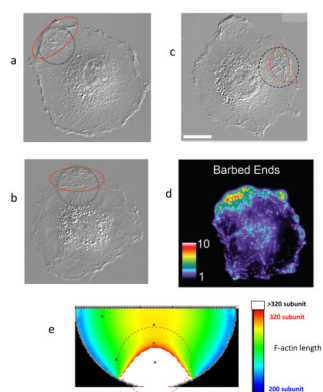 a
c
b
d
Barbed Ends
10
1
e
>320 subunit
320 subunit
F-actin length
200 subunit